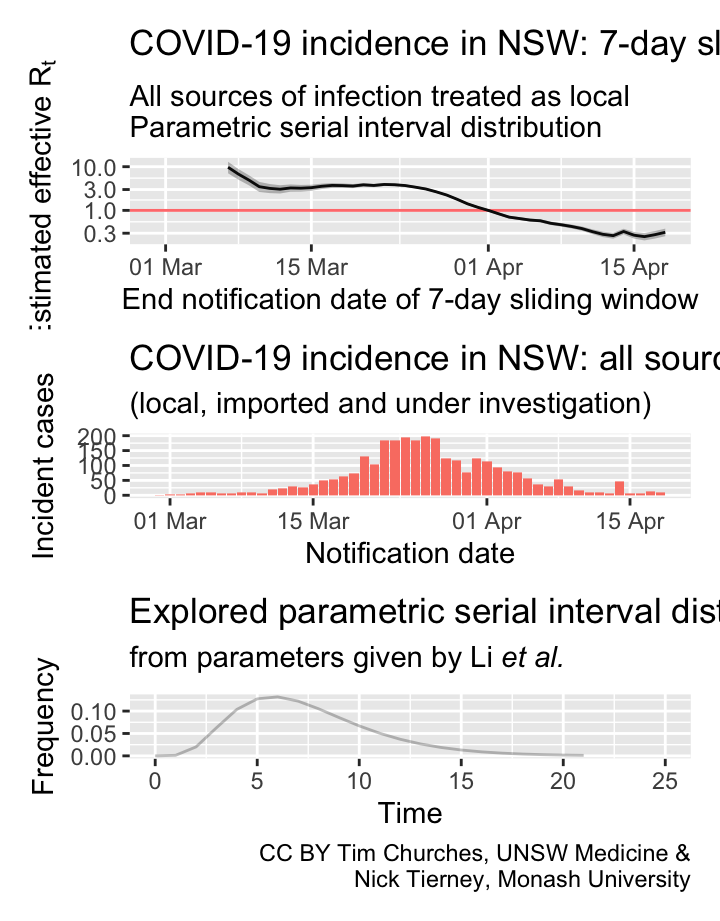 COVID-19 incidence in NSW: 7-day sl
All sources of infection treated as local
Parametric serial interval distribution
stimated effective Rt
10.0
3.0
1.0
0.3
01 Mar 15 Mar 01 Apr 15 Apr
End notification date of 7-day sliding window
COVID-19 incidence in NSW: all sourc
(local, imported and under investigation)
Incident cases
200
150
100
50
0
01 Mar 15 Mar 01 Apr 15 Apr
Notification date
Explored parametric serial interval dist
from parameters given by Li et al.
Frequency
0.10
0.05
0.00
0 5 10 15 20 25
Time
CC BY Tim Churches, UNSW Medicine &
Nick Tierney, Monash University